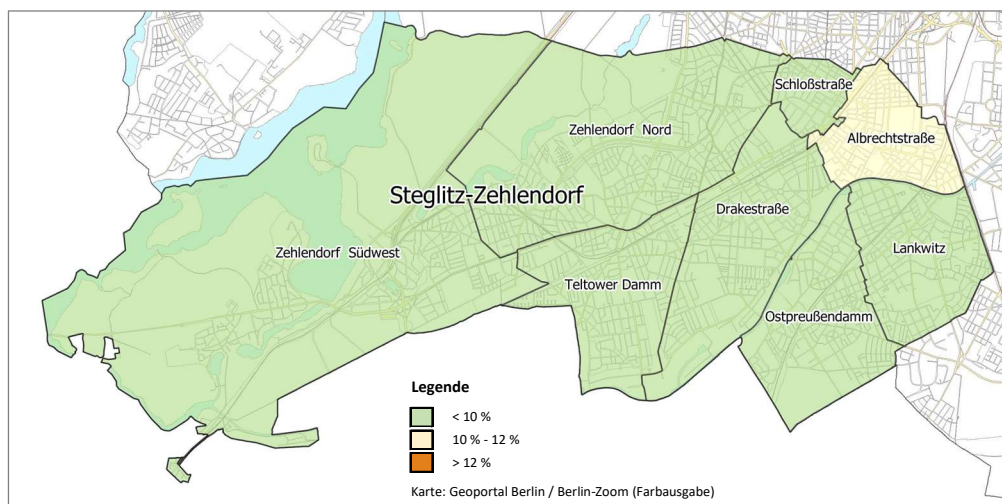 Schloßstraße
Zehlendorf Nord
Albrechtstraße
Steglitz-Zehlendorf
Drakestraße
Zehlendorf Südwest
Lankwitz
Teltower Damm
Ostpreußendamm
Legende
< 10 %
10 % - 12 %
> 12 %
Karte: Geoportal Berlin / Berlin-Zoom (Farbausgabe)